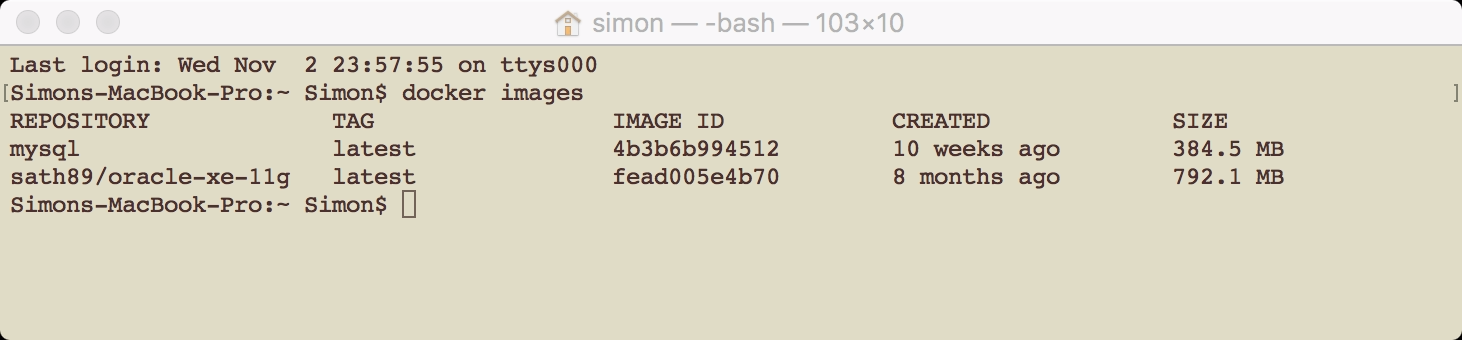 simon — -bash — 103×10
Last login: Wed Nov  2 23:57:55 on ttys000
[Simons-MacBook-Pro:~ Simon$ docker images ]
REPOSITORY             TAG                 IMAGE ID            CREATED             SIZE
mysql                  latest              4b3b6b994512        10 weeks ago        384.5 MB
sath89/oracle-xe-11g   latest              fead005e4b70        8 months ago        792.1 MB
Simons-MacBook-Pro:~ Simon$